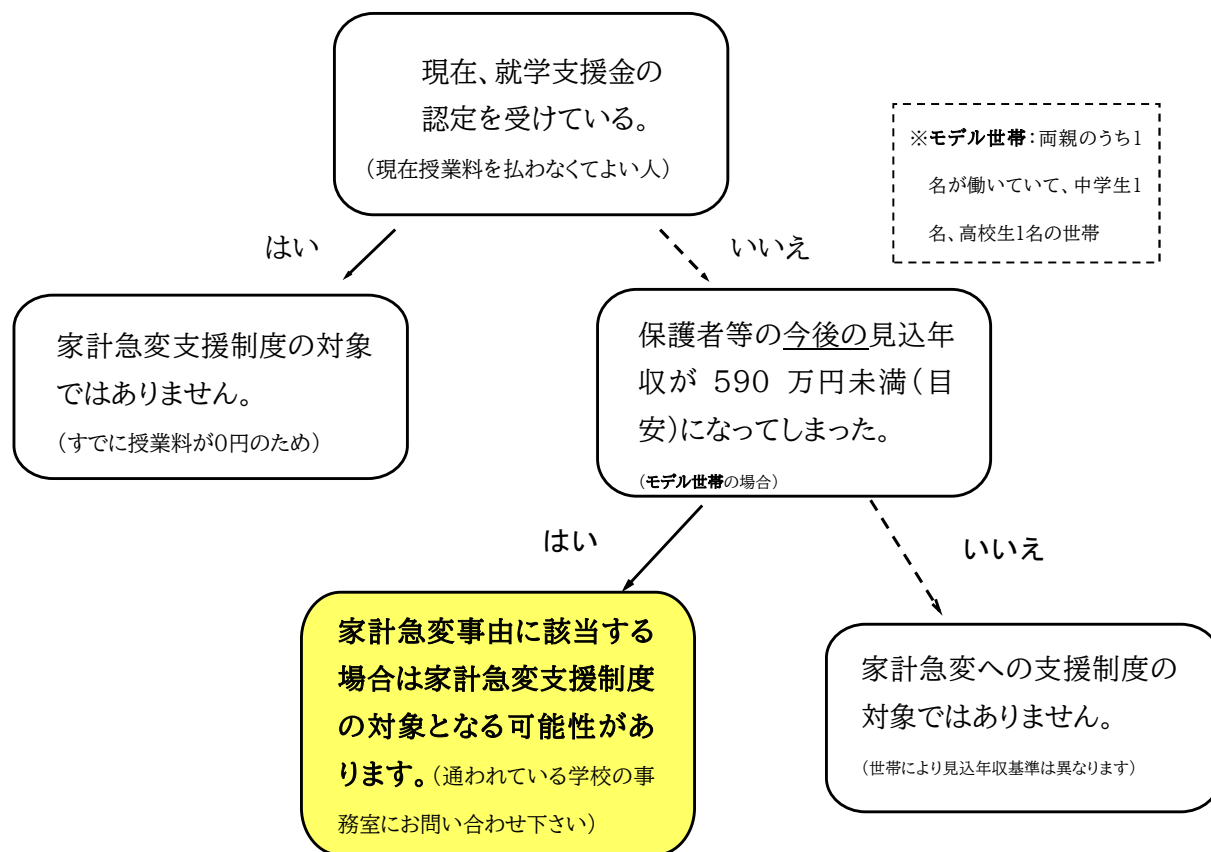 現在、就学支援金の
認定を受けている。
（現在授業料を払わなくてよい人）
※モデル世帯：両親のうち1
名が働いていて、中学生1
名、高校生1名の世帯
はい
いいえ
家計急変支援制度の対象
ではありません。
（すでに授業料が0円のため）
保護者等の今後の見込年
収が 590 万円未満（目
安）になってしまった。
（モデル世帯の場合）
はい
いいえ
家計急変事由に該当する
場合は家計急変支援制度
の対象となる可能性があ
ります。（通われている学校の事
務室にお問い合わせ下さい）
家計急変への支援制度の
対象ではありません。
（世帯により見込年収基準は異なります）